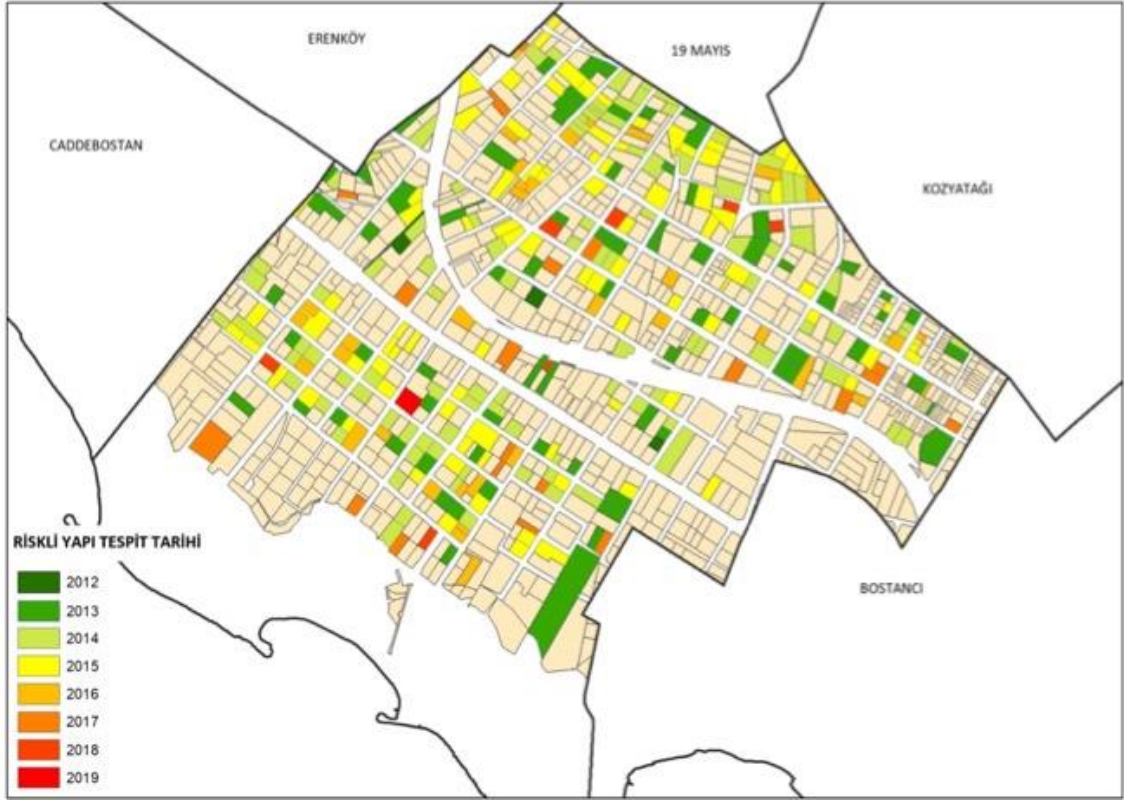 ERENKÖY
19 MAYIS
CADDEBOSTAN
KOZYATAĞI
RİSKLİ YAPI TESPİT TARİHİ
2012
2013
2014
2015
2016
2017
2018
2019
BOSTANCI